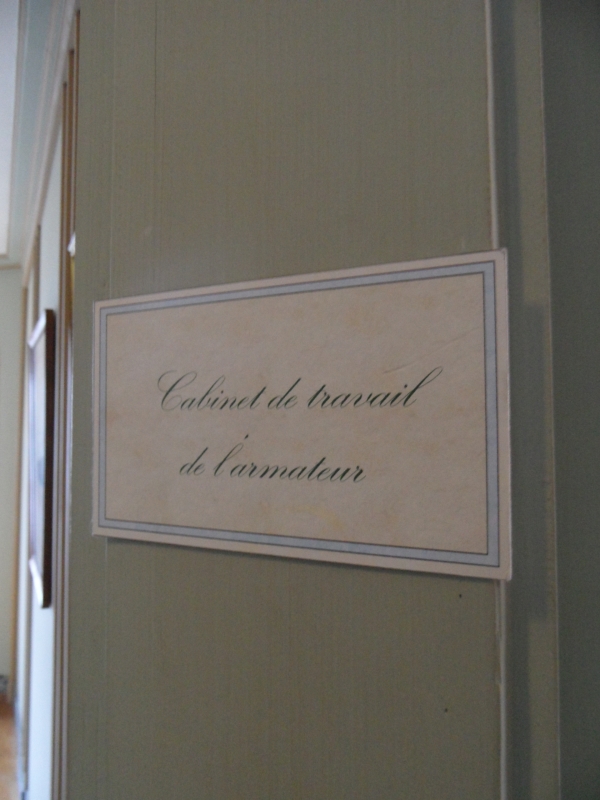 Cabinet de travail
de l'armateur